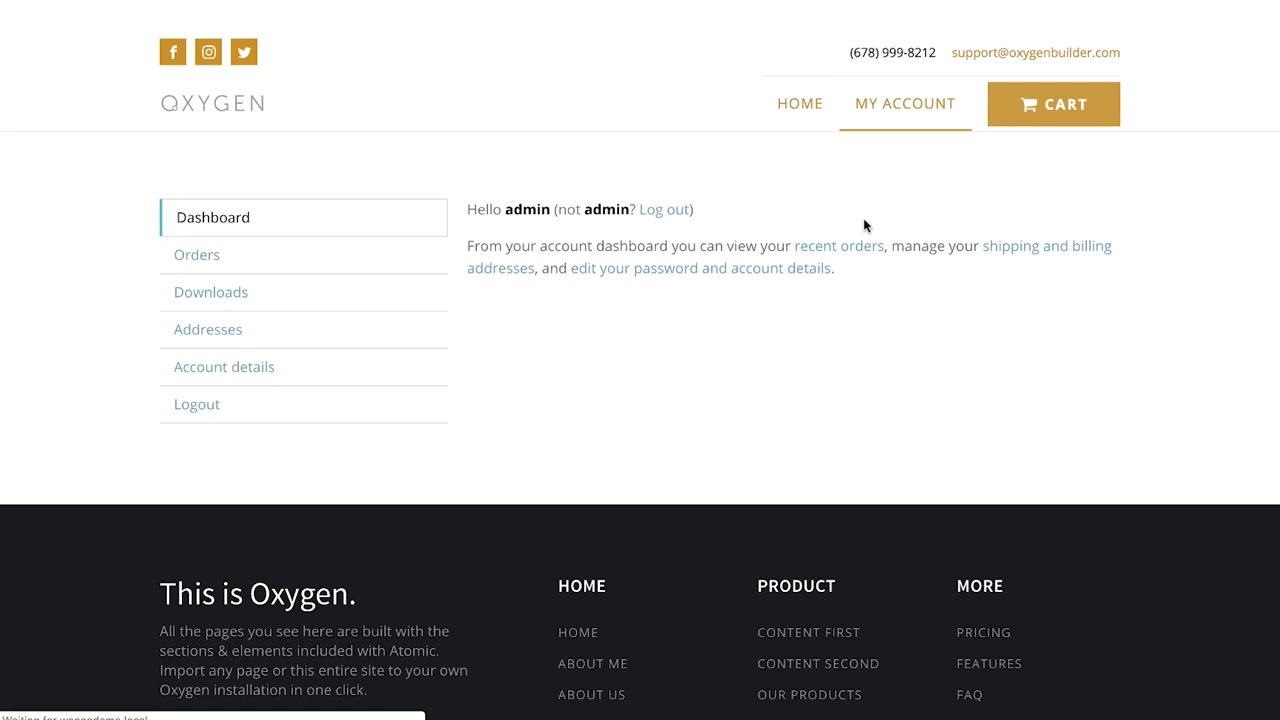 (678) 999-8212 support@oxygenbuilder.com
OXYGEN
HOME MY ACCOUNT CART
Dashboard
Orders
Downloads
Addresses
Account details
Logout
Hello admin (not admin? Log out)
From your account dashboard you can view your recent orders, manage your shipping and billing
addresses, and edit your password and account details.
This is Oxygen.
All the pages you see here are built with the
sections & elements included with Atomic.
Import any page or this entire site to your own
Oxygen installation in one click.
HOME
HOME
ABOUT ME
ABOUT US
PRODUCT
CONTENT FIRST
CONTENT SECOND
OUR PRODUCTS
MORE
PRICING
FEATURES
FAQ